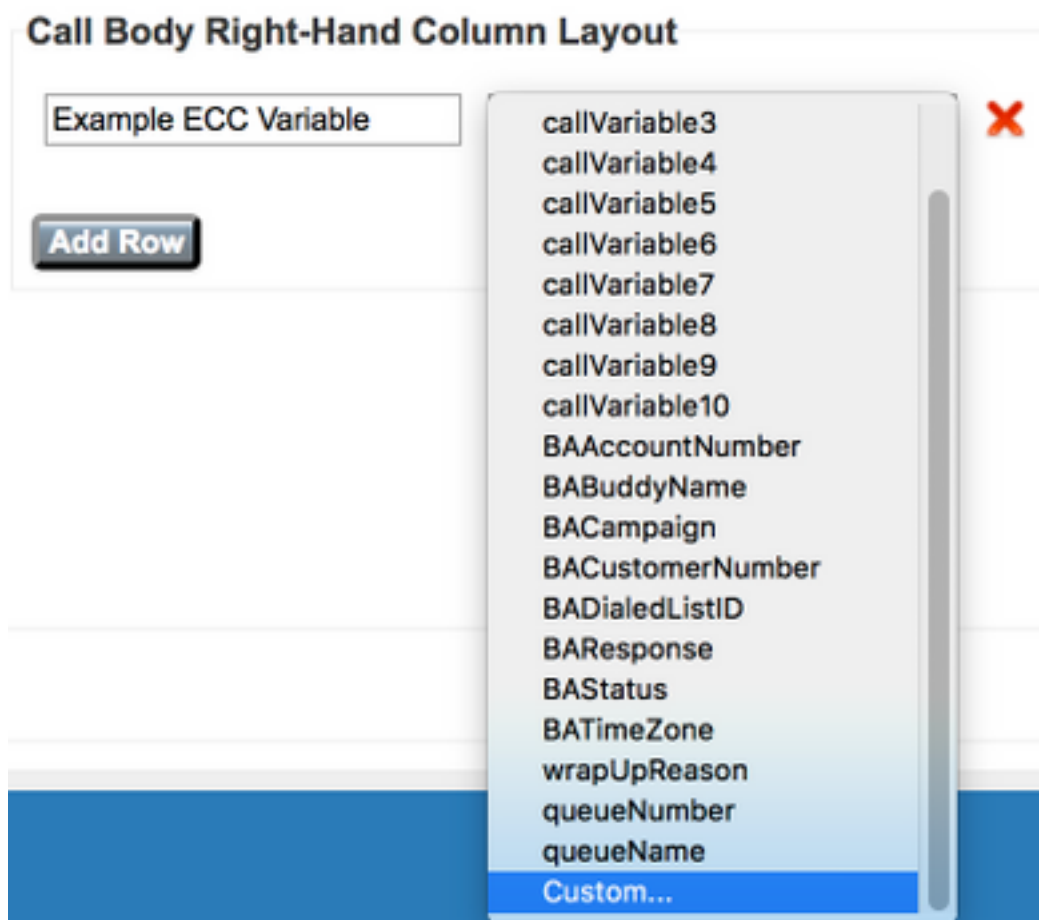 Call Body Right-Hand Column Layout
Example ECC Variable
Add Row
callVariable3
callVariable4
callVariable5
callVariable6
callVariable7
callVariable8
callVariable9
callVariable10
BAAccountNumber
BABuddyName
BACampaign
BACustomerNumber
BADialedListID
BAResponse
BAStatus
BATimeZone
wrapUpReason
queueNumber
queueName
Custom...